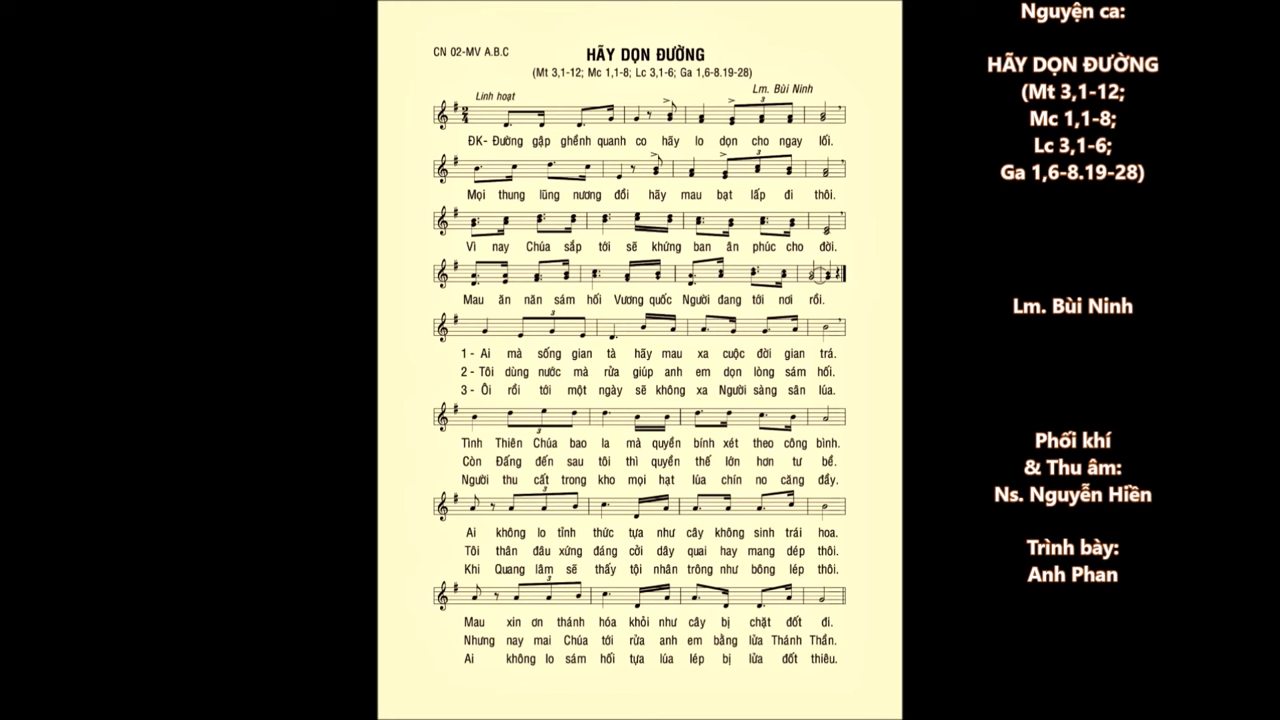 CN 02-MV A.B.C
HÃY DỌN ĐƯỜNG
(Mt 3,1-12; Mc 1,1-8; Lc 3,1-6; Ga 1,6-8.19-28)
Linh hoạt
Lm. Bùi Ninh
ĐK- Đường gập ghềnh quanh co hãy lo dọn cho ngay lối.
Mọi thung lũng nương đồi hãy mau bạt lấp đi thôi.
Vì nay Chúa sắp tới sẽ khứng ban ân phúc cho đời.
Mau ăn năn sám hối Vương quốc Người đang tới nơi rồi.
1 - Ai mà sống gian tà hãy mau xa cuộc đời gian trá.
2 - Tôi dùng nước mà rửa giúp anh em dọn lòng sám hối.
3 - Ôi rồi tới một ngày sẽ không xa Người sàng sân lúa.
Tình Thiên Chúa bao la mà quyền bính xét theo công bình.
Còn Đấng đến sau tôi thì quyền thế lớn hơn tư bề.
Người thu cất trong kho mọi hạt lúa chín no căng đầy.
Ai không lo tỉnh thức tựa như cây không sinh trái hoa.
Tôi thân đâu xứng đáng cởi dây quai hay mang dép thôi.
Khi Quang lâm sẽ thấy tội nhân trông như bông lép thôi.
Mau xin ơn thánh hóa khỏi như cây bị chặt đốt đi.
Nhưng nay mai Chúa tới rửa anh em bằng lửa Thánh Thần.
Ai không lo sám hối tựa lúa lép bị lửa đốt thiêu.
Nguyện ca:
HÃY DỌN ĐƯỜNG
(Mt 3,1-12;
Mc 1,1-8;
Lc 3,1-6;
Ga 1,6-8.19-28)
Lm. Bùi Ninh
Phối khí
& Thu âm:
Ns. Nguyễn Hiền
Trình bày:
Anh Phan